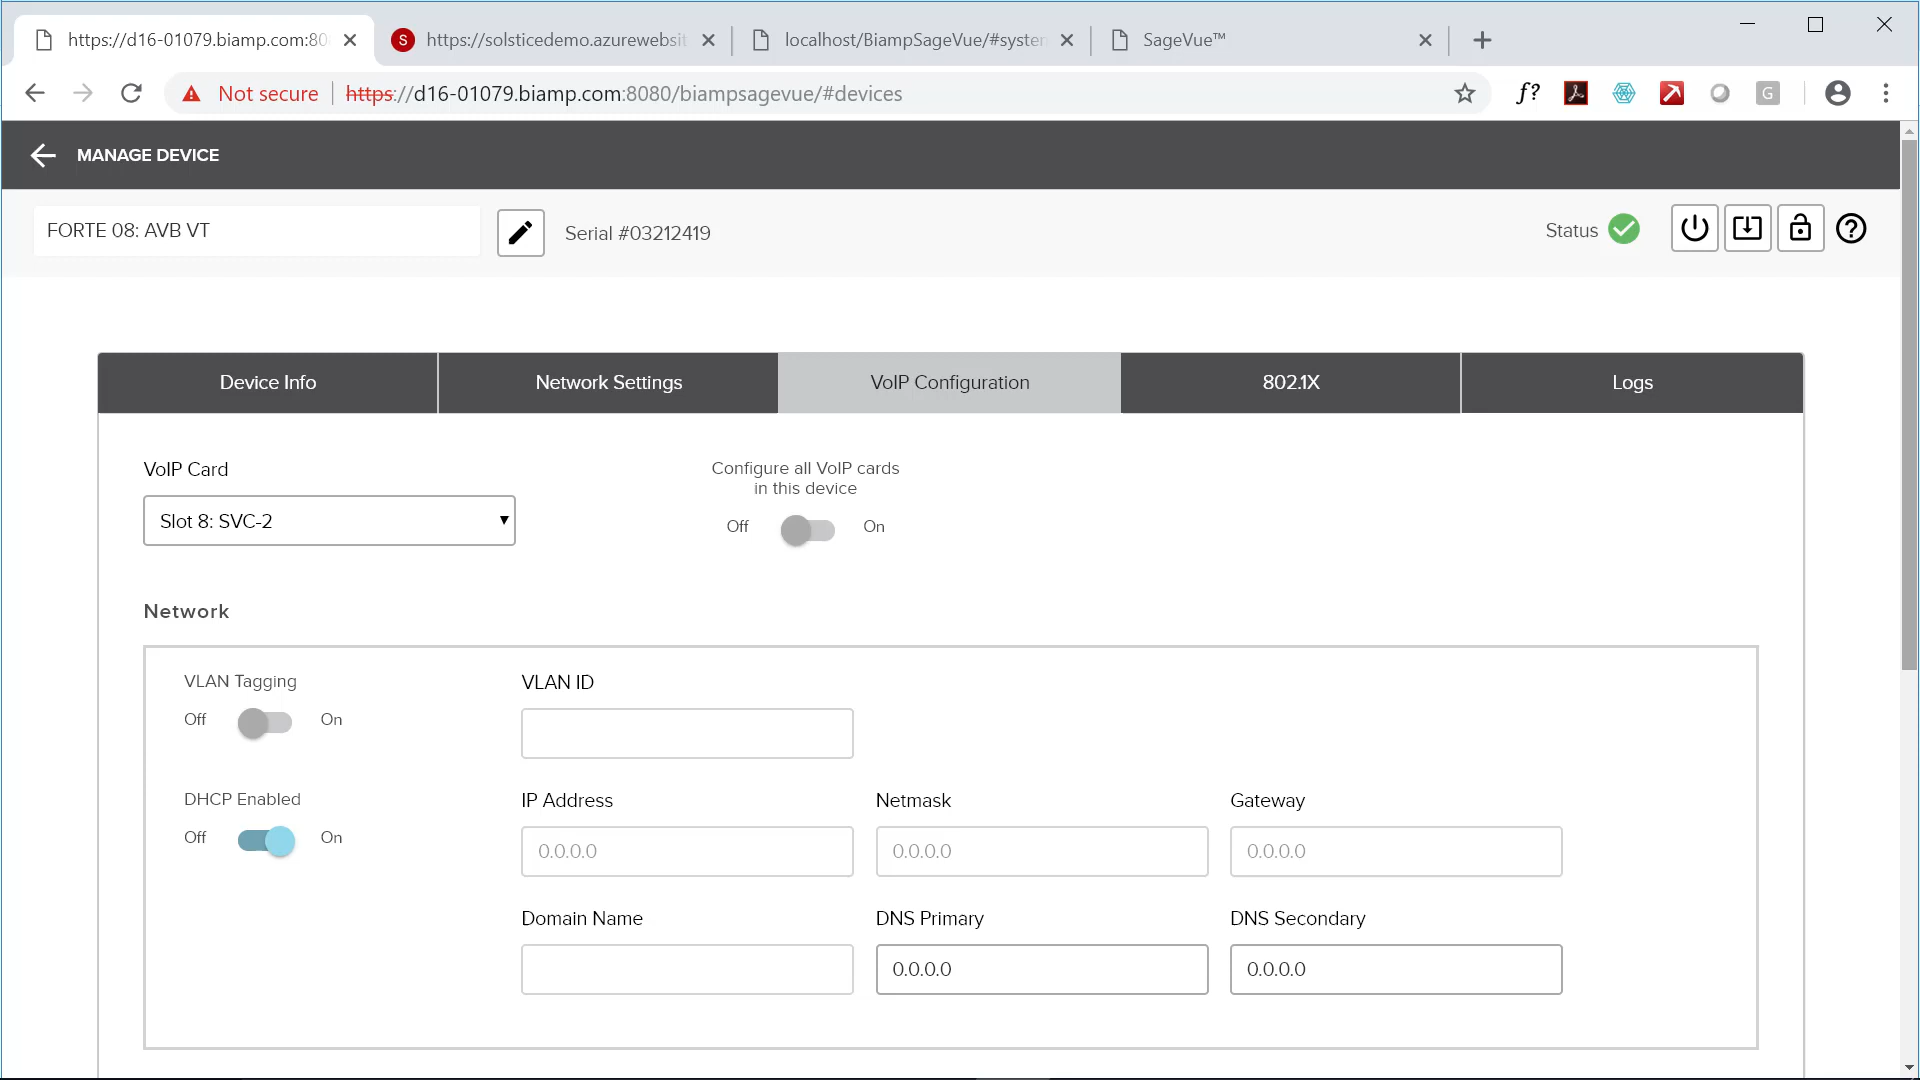 https://d16-01079.biamp.com:80
S
https://solsticedemo.azurewebsit
localhost/BiampSageVue/#system
SageVue™
Not secure
https://d16-01079.biamp.com:8080/biampsagevue/#devices
f?
G
MANAGE DEVICE
FORTE 08: AVB VT
Serial #03212419
Status
Device Info
Network Settings
VoIP Configuration
802.1X
Logs
VoIP Card
Slot 8: SVC-2
Configure all VoIP cards
in this device
Off
On
Network
VLAN Tagging
Off
On
VLAN ID
DHCP Enabled
Off
On
IP Address
0.0.0.0
Netmask
0.0.0.0
Gateway
0.0.0.0
Domain Name
DNS Primary
0.0.0.0
DNS Secondary
0.0.0.0